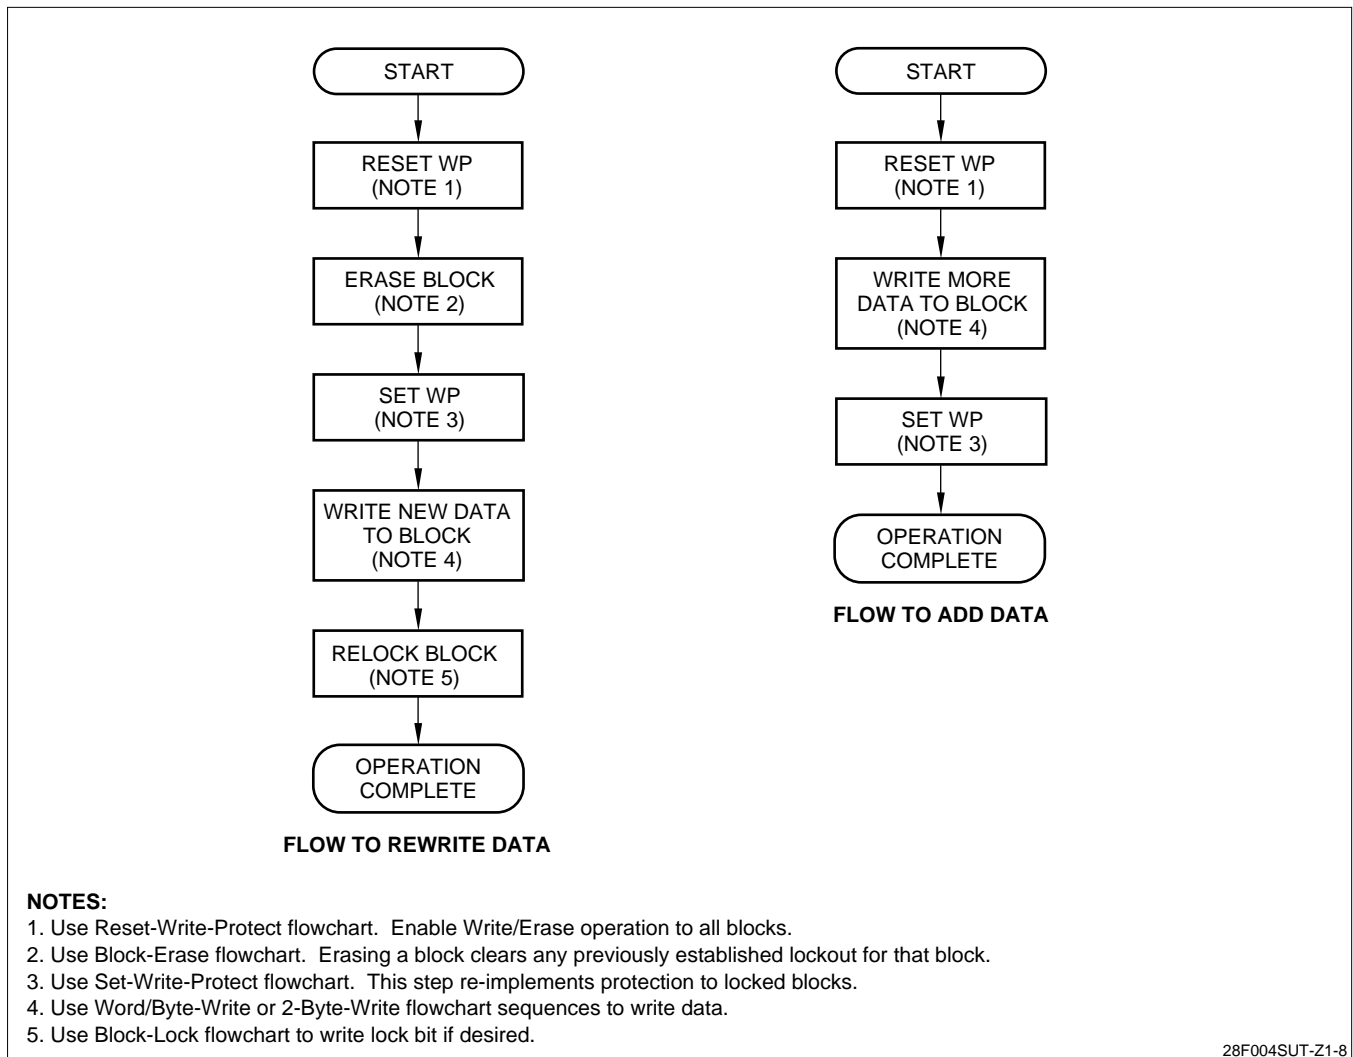 START
RESET WP
(NOTE 1)
ERASE BLOCK
(NOTE 2)
SET WP
(NOTE 3)
WRITE NEW DATA
TO BLOCK
(NOTE 4)
RELOCK BLOCK
(NOTE 5)
OPERATION
COMPLETE
FLOW TO REWRITE DATA
START
RESET WP
(NOTE 1)
WRITE MORE
DATA TO BLOCK
(NOTE 4)
SET WP
(NOTE 3)
OPERATION
COMPLETE
FLOW TO ADD DATA
NOTES:
1. Use Reset-Write-Protect flowchart. Enable Write/Erase operation to all blocks.
2. Use Block-Erase flowchart. Erasing a block clears any previously established lockout for that block.
3. Use Set-Write-Protect flowchart. This step re-implements protection to locked blocks.
4. Use Word/Byte-Write or 2-Byte-Write flowchart sequences to write data.
5. Use Block-Lock flowchart to write lock bit if desired.
28F004SUT-Z1-8